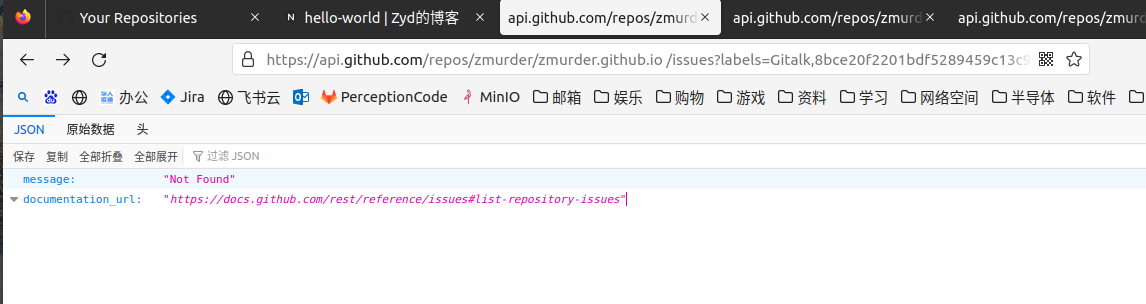 Your Repositories
hello-world | Zyd的博客
api.github.com/repos/zmurde
api.github.com/repos/zmurd
api.github.com/repos/zmu
https://api.github.com/repos/zmurder/zmurder.github.io /issues?labels=Gitalk,8bce20f2201bdf5289459c13c9
办公 Jira 飞书云 PerceptionCode MinIO 邮箱 娱乐 购物 游戏 资料 学习 网络空间 半导体 软件
JSON 原始数据 头
保存 复制 全部折叠 全部展开 过滤 JSON
message: "Not Found"
documentation_url: "https://docs.github.com/rest/reference/issues#list-repository-issues"